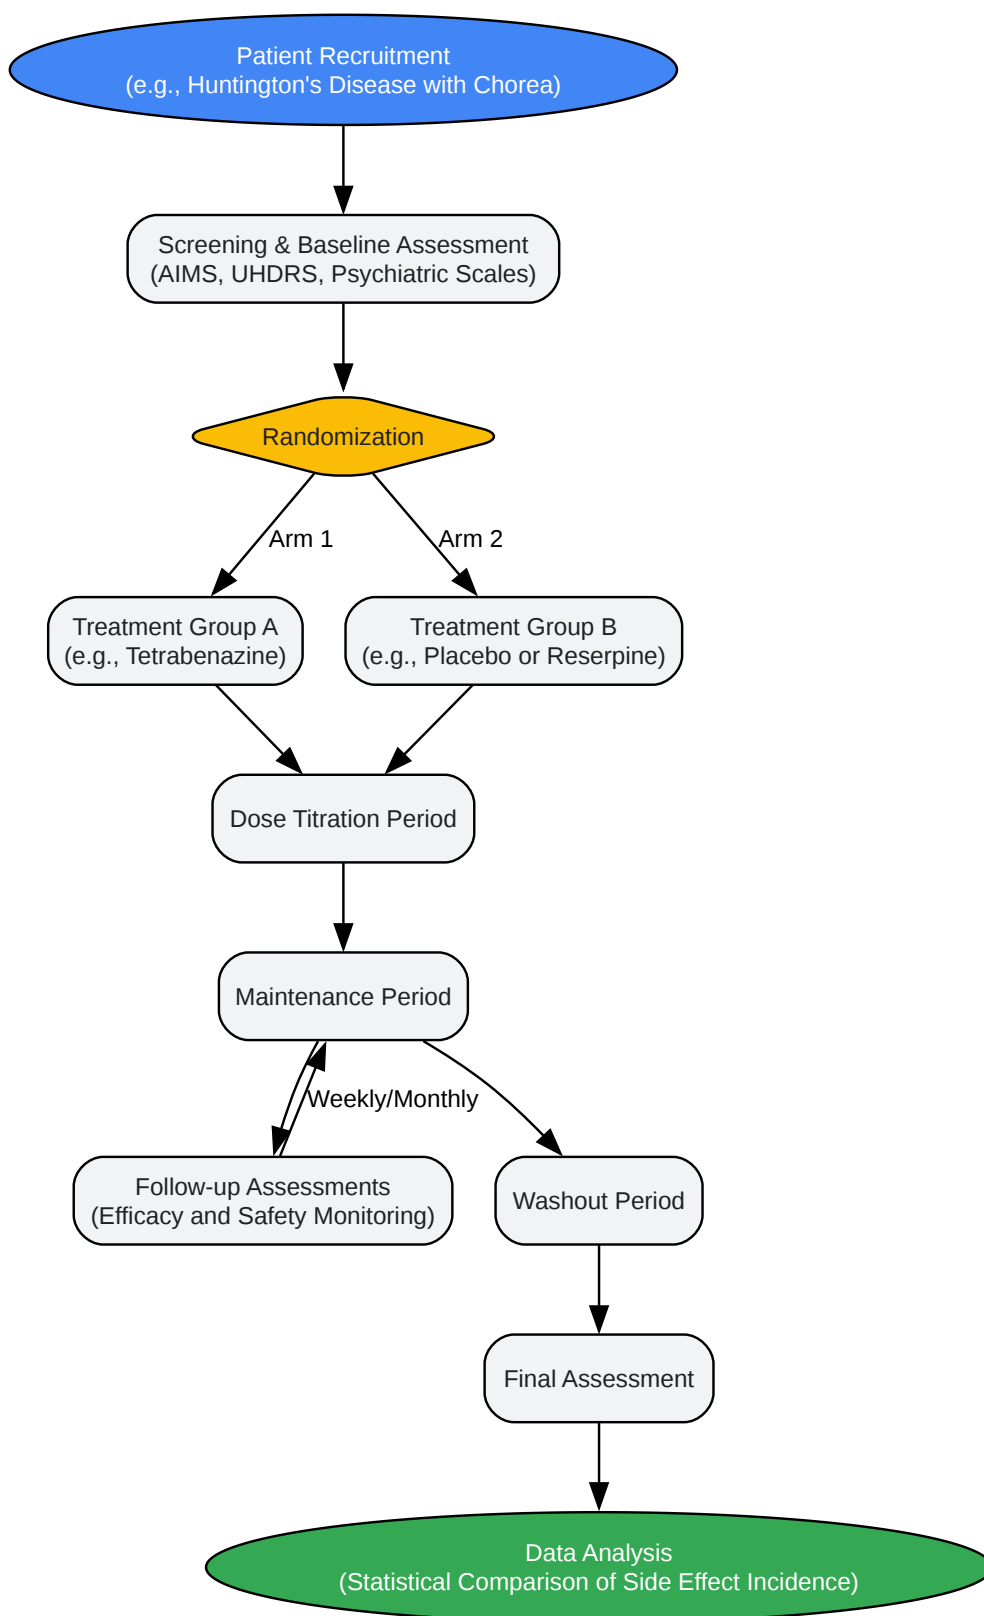 Patient Recruitment
(e.g., Huntington's Disease with Chorea)
Screening & Baseline Assessment
(AIMS, UHDRS, Psychiatric Scales)
Randomization
Arm 1
Arm 2
Treatment Group A
(e.g., Tetrabenazine)
Treatment Group B
(e.g., Placebo or Reserpine)
Dose Titration Period
Maintenance Period
Weekly/Monthly
Follow-up Assessments
(Efficacy and Safety Monitoring)
Washout Period
Final Assessment
Data Analysis
(Statistical Comparison of Side Effect Incidence)